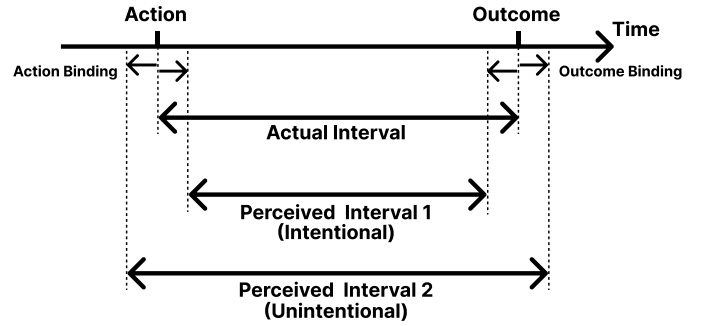 Action
Outcome
Time
Action Binding
Outcome Binding
Actual Interval
Perceived Interval 1
(Intentional)
Perceived Interval 2
(Unintentional)